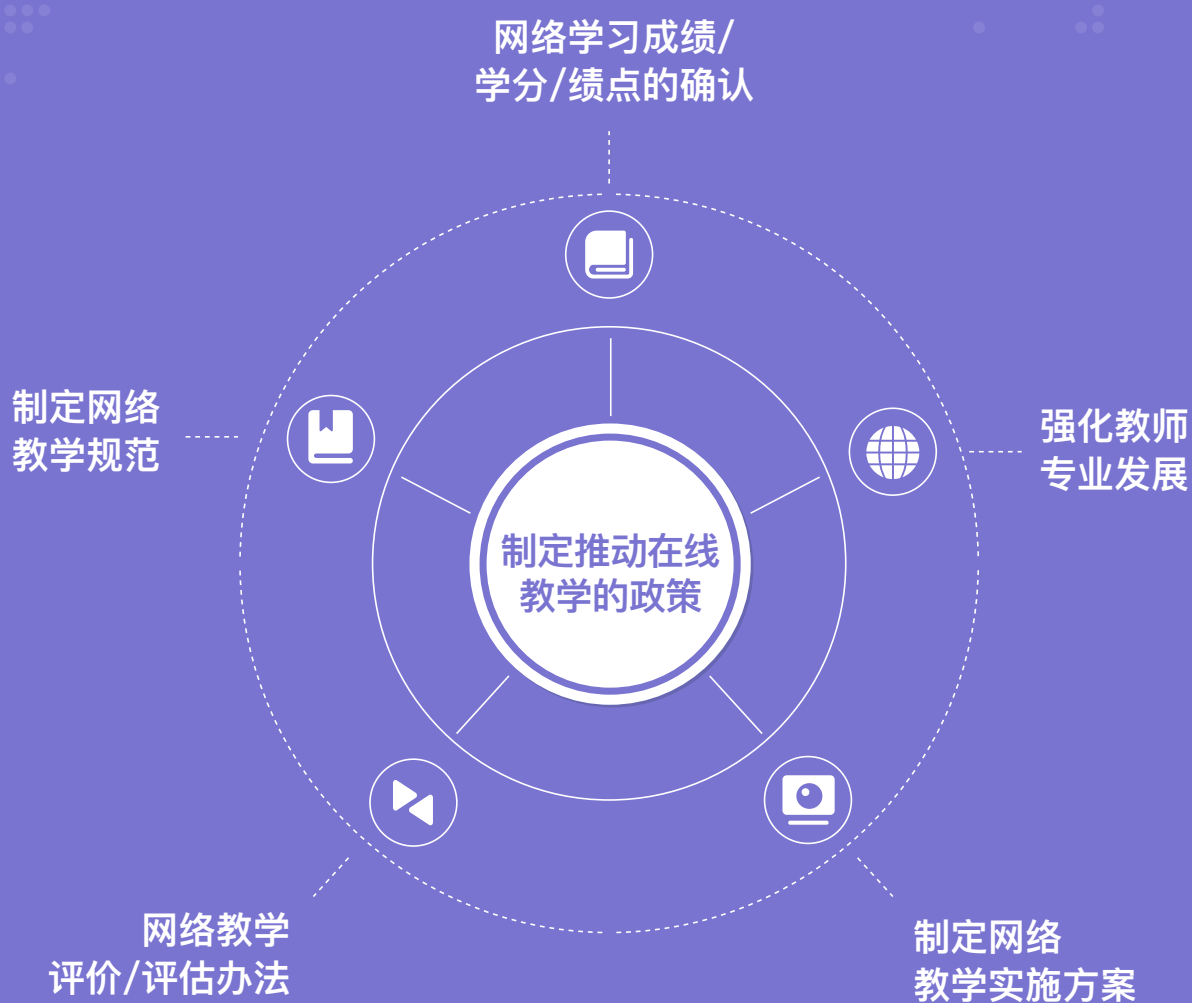 网络学习成绩/
学分/绩点的确认
制定网络
教学规范
强化教师
专业发展
制定推动在线
教学的政策
网络教学
评价/评估办法
制定网络
教学实施方案